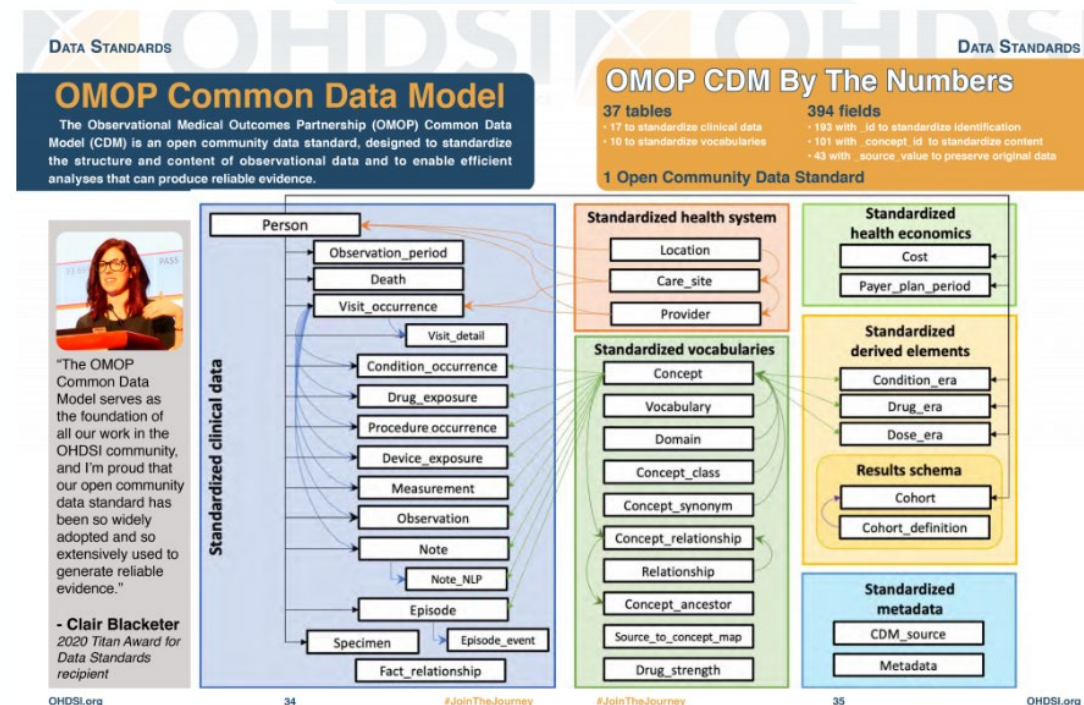 OHDSI
OHDSI
DATA STANDARDS
OMOP Common Data Model
The Observational Medical Outcomes Partnership (OMOP) Common Data
Model (CDM) is an open community data standard, designed to standardize
the structure and content of observational data and to enable efficient
analyses that can produce reliable evidence.
DATA STANDARDS
OMOP CDM By The Numbers
37 tables
· 17 to standardize clinical data
· 10 to standardize vocabularies
394 fields
· 193 with _id to standardize identification
· 101 with _concept_id to standardize content
· 43 with _source_value to preserve original data
1 Open Community Data Standard
PASS
"The OMOP
Common Data
Model serves as
the foundation of
all our work in the
OHDSI community,
and I'm proud that
our open community
data standard has
been so widely
adopted and so
extensively used to
generate reliable
evidence."
- Clair Blacketer
2020 Titan Award for
Data Standards
recipient
Standardized clinical data
Person
Observation_period
Death
Visit_occurrence
Visit_detail
Condition_occurrence
Drug_exposure
Procedure occurrence
Device_exposure
Measurement
Observation
Note
Note_NLP
Episode
Specimen
Episode_event
Fact_relationship
Standardized health system
Location
Care_site
Provider
Standardized vocabularies
Concept
Vocabulary
Domain
Concept_class
Concept_synonym
Concept_relationship
Relationship
Concept_ancestor
Source_to_concept_map
Drug_strength
Standardized
health economics
Cost
Payer_plan_period
Standardized
derived elements
Condition_era
Drug_era
Dose_era
Results schema
Cohort
Cohort_definition
Standardized
metadata
CDM_source
Metadata
OHDSI.org
34
#JoinTheJourney
#JoinTheJourney
35
OHDSI.org